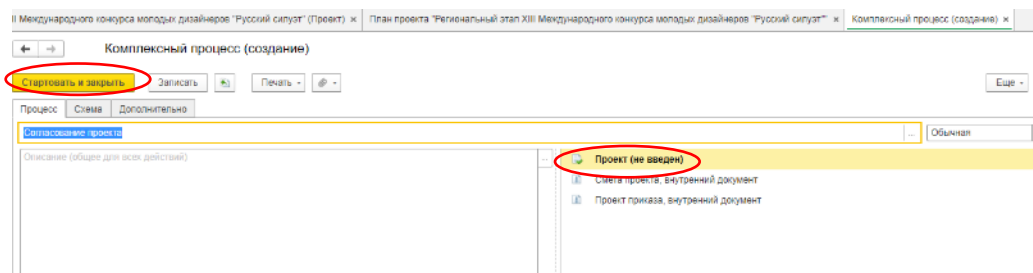 II Международного конкурса молодых дизайнеров "Русский силуэт" (Проект) × План проекта "Региональный этап XIII Международного конкурса молодых дизайнеров "Русский силуэт"" × Комплексный процесс (создание) ×
← → Комплексный процесс (создание)
Стартовать и закрыть Записать Печать Еще
Процесс Схема Дополнительно
Согласование проекта ... Обычная
Описание (общее для всех действий) ... Проект (не введен)
Смета проекта, внутренний документ
Проект приказа, внутренний документ